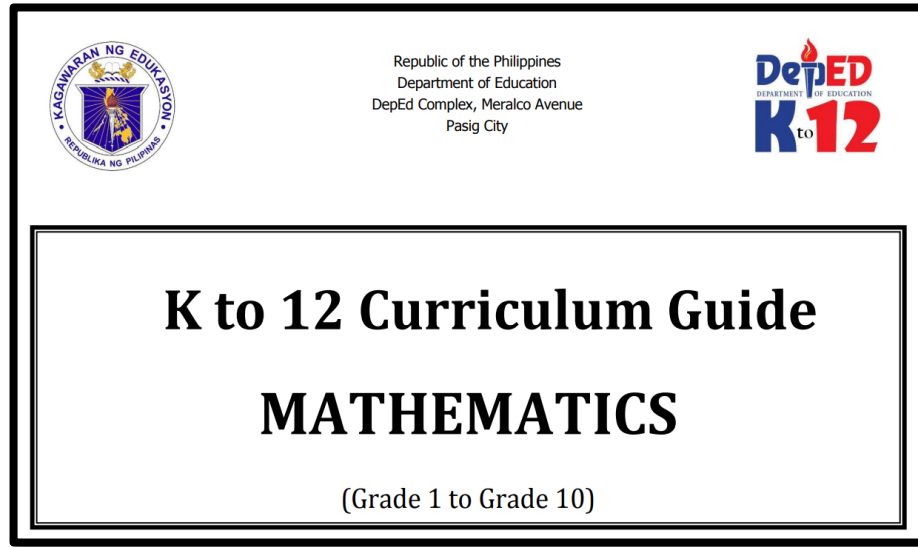 KAGAWARAN NG EDUKASYON
REPUBLIKA NG PILIPINAS
Republic of the Philippines
Department of Education
DepEd Complex, Meralco Avenue
Pasig City
DepED
DEPARTMENT OF EDUCATION
K to 12
K to 12 Curriculum Guide
MATHEMATICS
(Grade 1 to Grade 10)